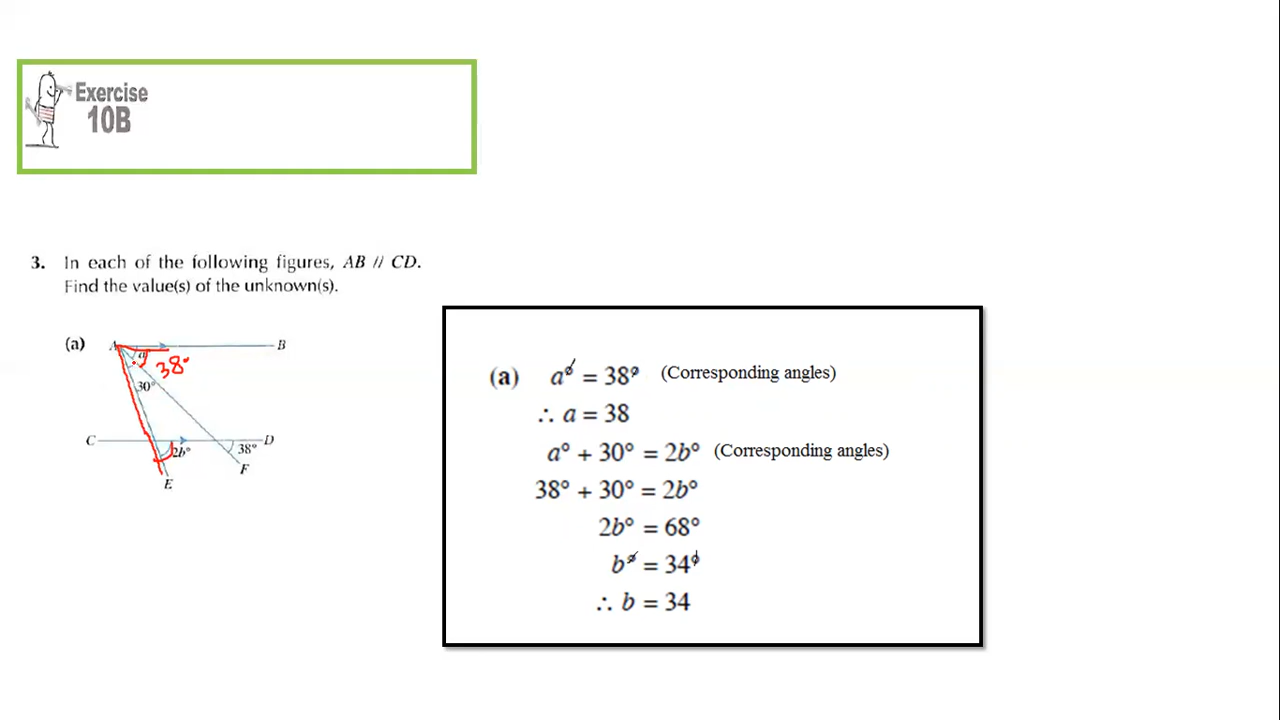 Exercise
10B
3. In each of the following figures, AB // CD.
Find the value(s) of the unknown(s).
(a)
A
B
a°
38°
30°
C
D
2b°
38°
F
E
(a) a° = 38° (Corresponding angles)
∴ a = 38
a° + 30° = 2b° (Corresponding angles)
38° + 30° = 2b°
2b° = 68°
b° = 34°
∴ b = 34